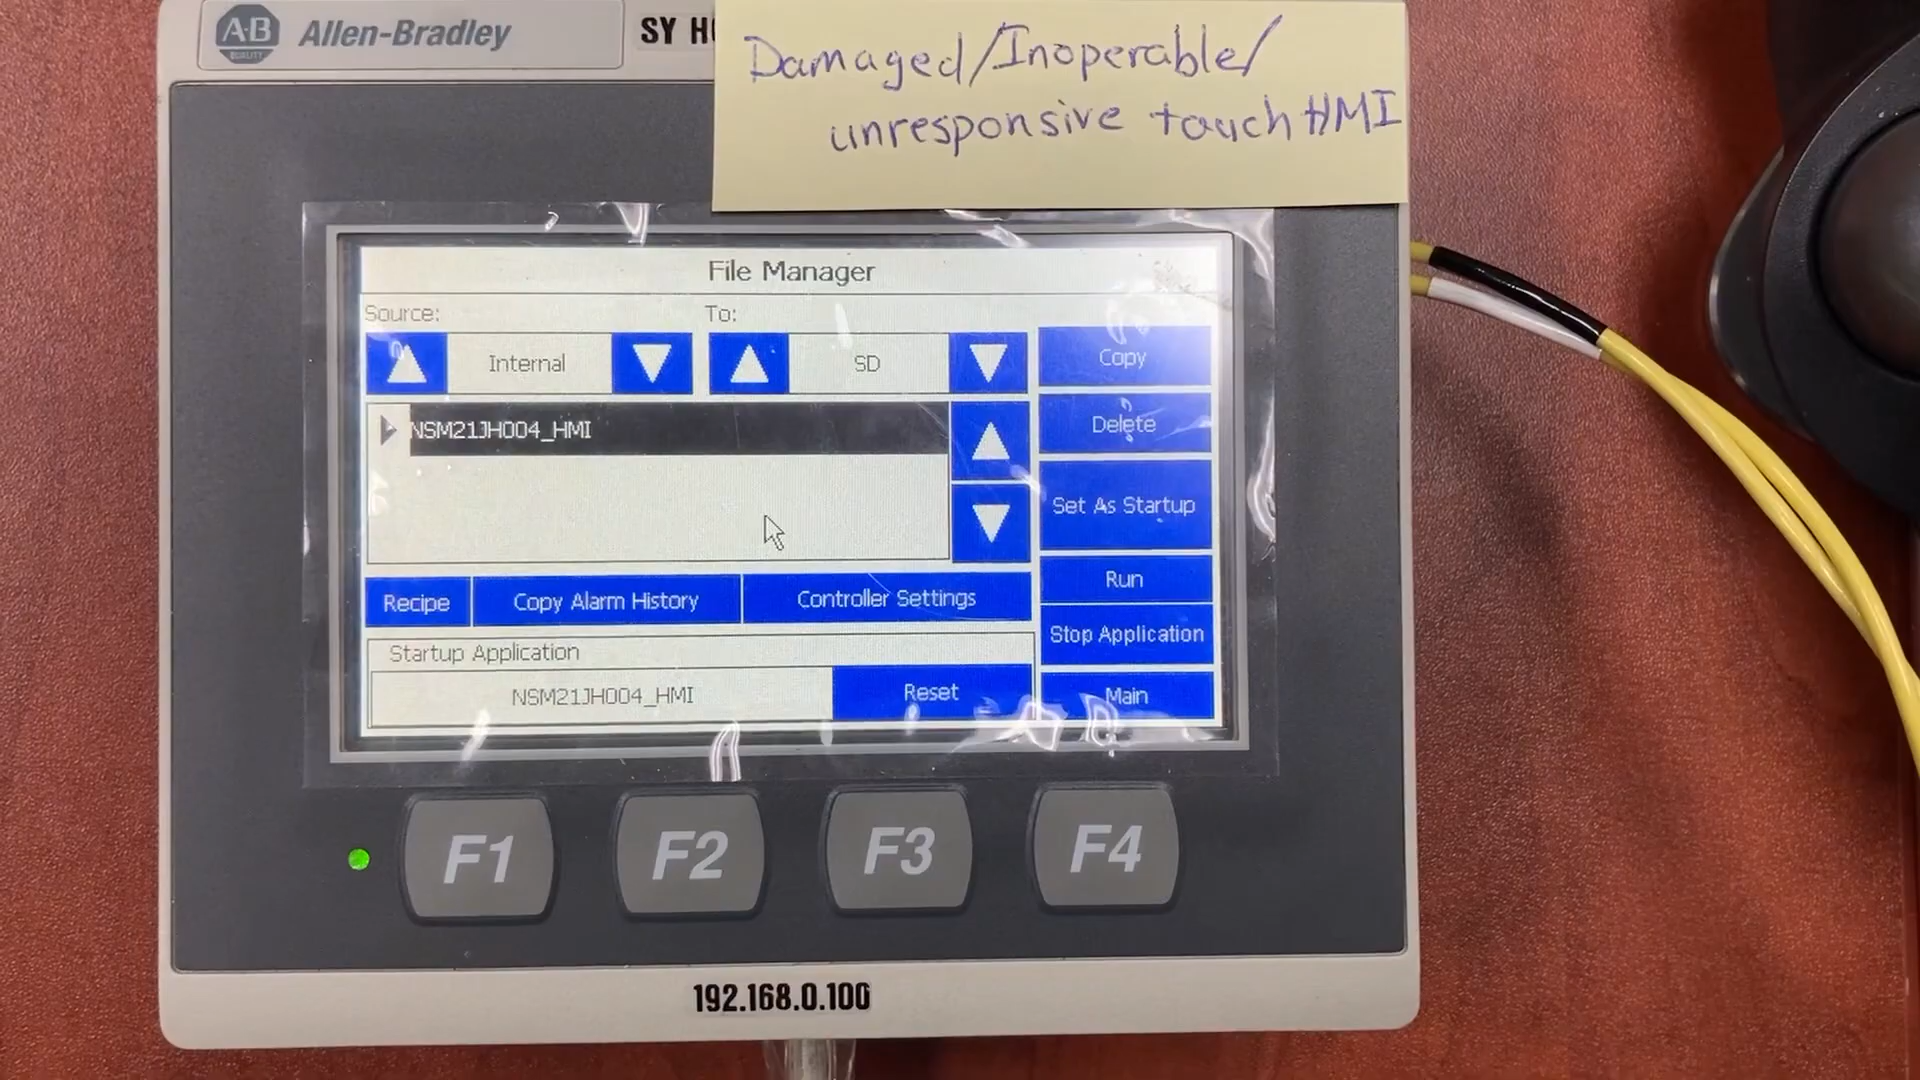 A·B
QUALITY
Allen-Bradley
SY
Damaged/Inoperable/
unresponsive touch HMI
File Manager
Source:
To:
Internal
SD
Copy
NSM21JH004_HMI
Delete
Set As Startup
Recipe
Copy Alarm History
Controller Settings
Run
Stop Application
Startup Application
NSM21JH004_HMI
Reset
Main
F1
F2
F3
F4
192.168.0.100